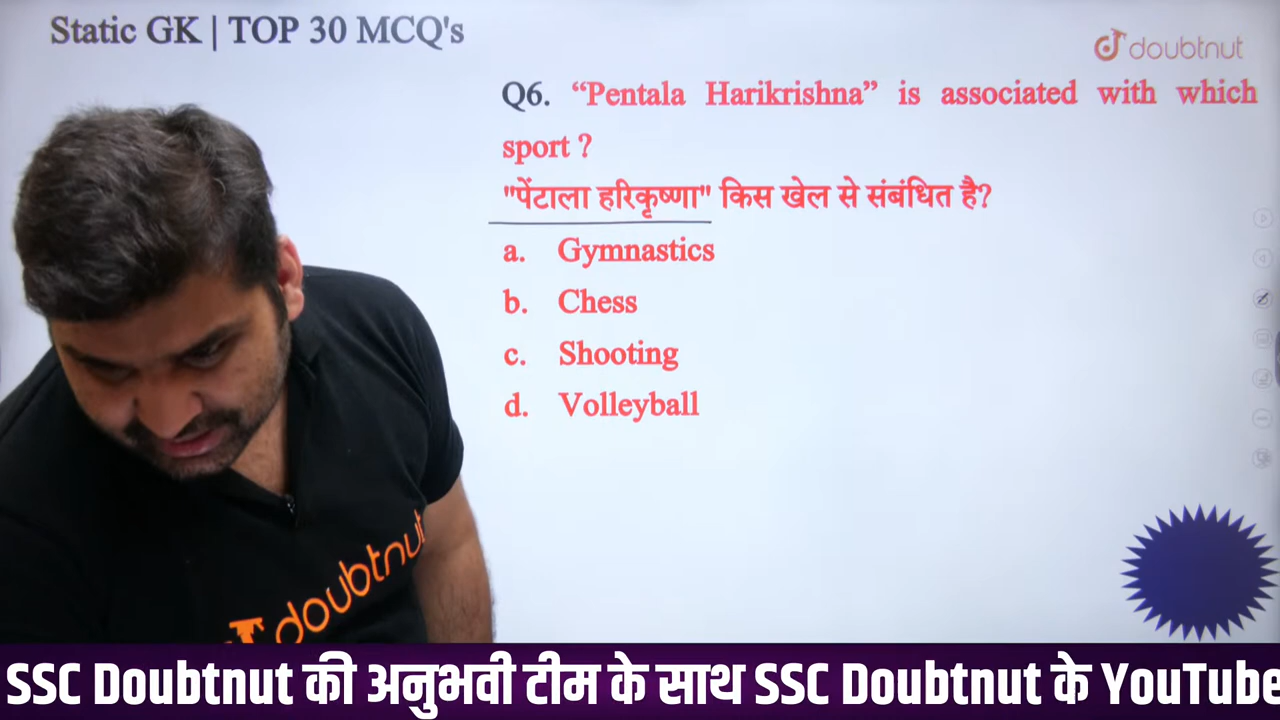 Static GK | TOP 30 MCQ's
doubtnut
Q6. “Pentala Harikrishna” is associated with which
sport ?
"पेंटाला हरिकृष्णा" किस खेल से संबंधित है?
a. Gymnastics
b. Chess
c. Shooting
d. Volleyball
doubtnut
SSC Doubtnut की अनुभवी टीम के साथ SSC Doubtnut के YouTube